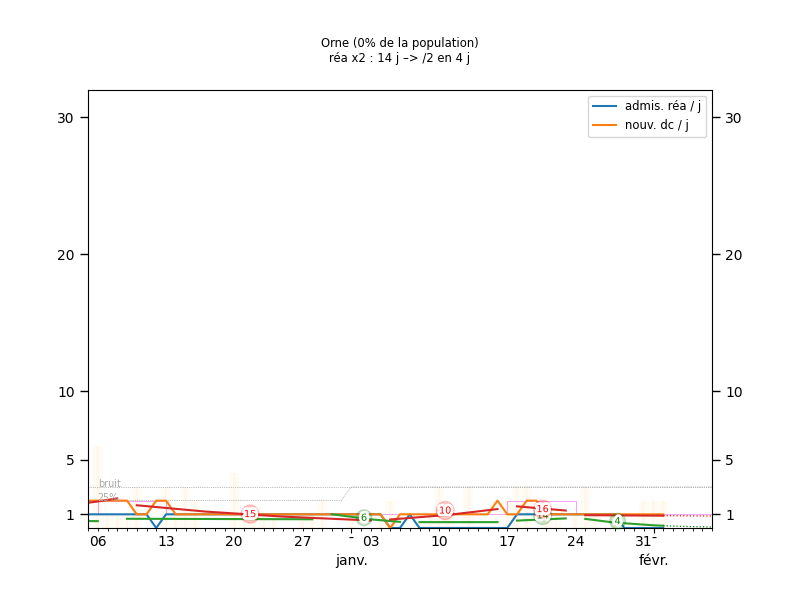 Orne (0% de la population)
réa x2 : 14 j –> /2 en 4 j
admis. réa / j
nouv. dc / j
30 30
20 20
10 10
5 5
1 1
bruit
25%
15 6 10 16 4
06 13 20 27 - 03 10 17 24 31-
janv. févr.